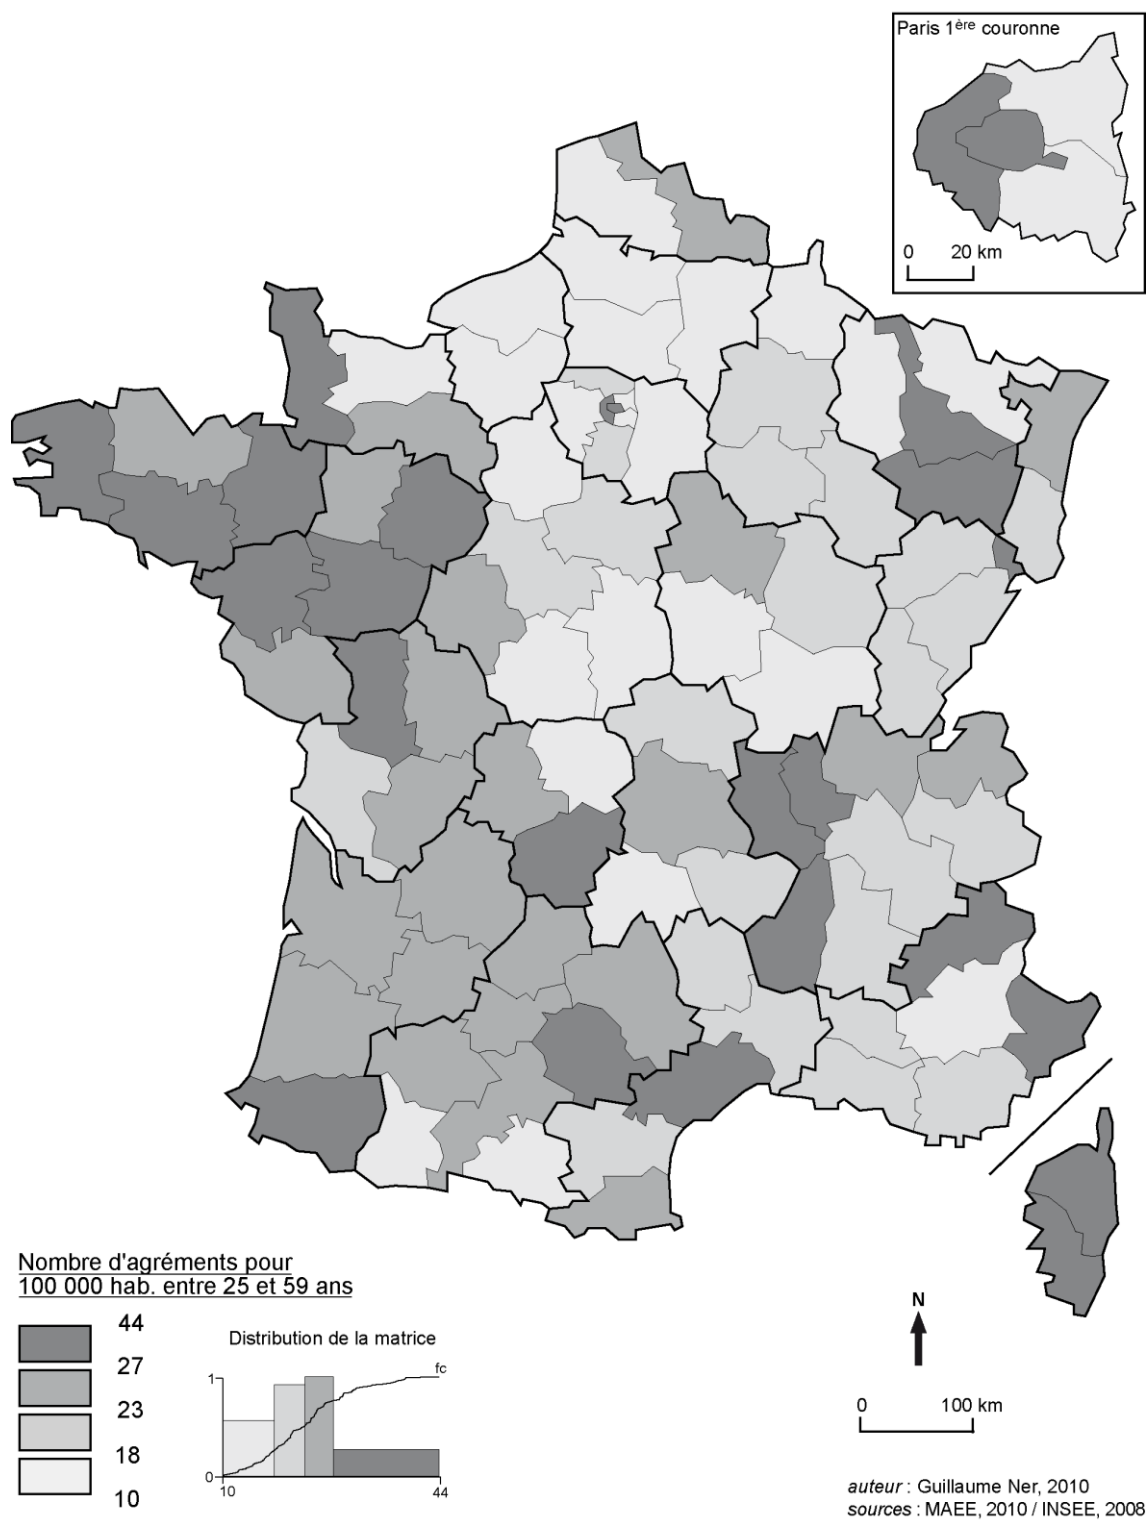 Paris 1ère couronne
0 20 km
Nombre d'agréments pour
100 000 hab. entre 25 et 59 ans
44
27
23
18
10
Distribution de la matrice
fc
1
0
10 44
N
0 100 km
auteur : Guillaume Ner, 2010
sources : MAEE, 2010 / INSEE, 2008